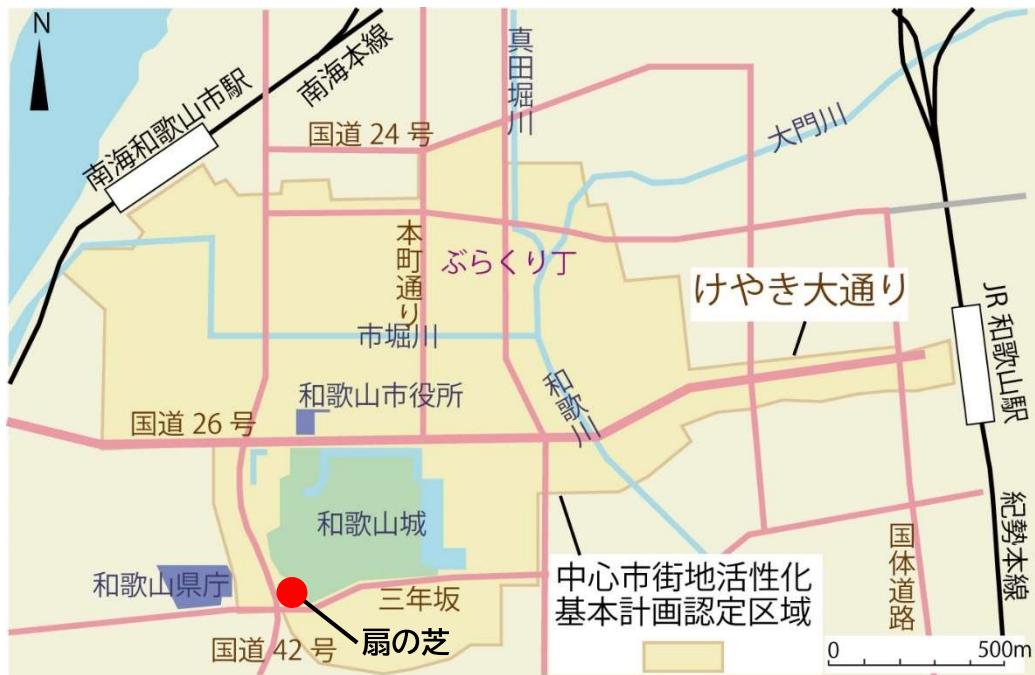 N
南海本線
南海和歌山市駅
国道 24 号
真田堀川
大門川
本町通り
ぶらくり丁
けやき大通り
市堀川
JR 和歌山駅
和歌山市役所
和歌川
国道 26 号
和歌山城
紀勢本線
国体道路
和歌山県庁
三年坂
中心市街地活性化
基本計画認定区域
扇の芝
国道 42 号
0 500m